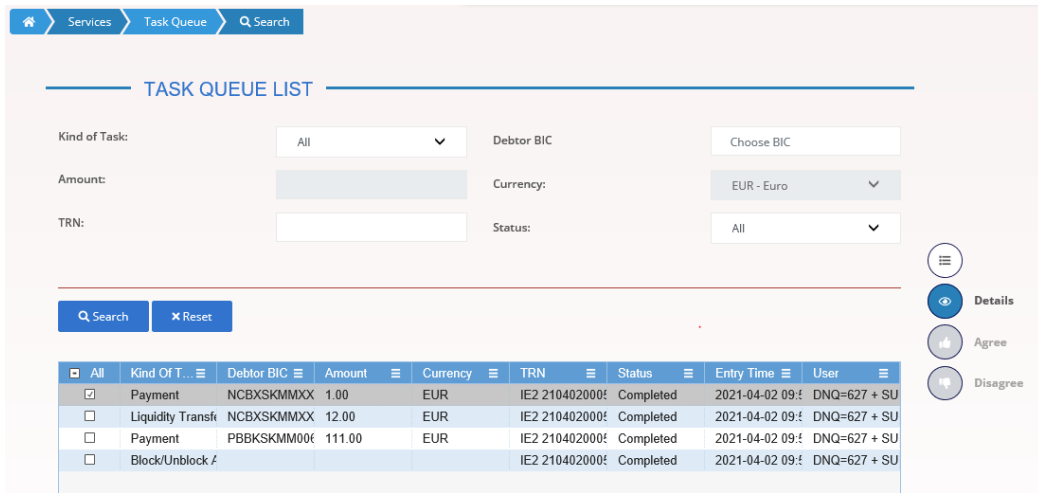 Services Task Queue Search
TASK QUEUE LIST
Kind of Task: All Debtor BIC Choose BIC
Amount: Currency: EUR - Euro
TRN: Status: All
Search Reset
Details
Agree
Disagree
All Kind Of T... Debtor BIC Amount Currency TRN Status Entry Time User
Payment NCBXSKMMXX 1.00 EUR IE2 2104020005 Completed 2021-04-02 09:5 DNQ=627 + SU
Liquidity Transfe NCBXSKMMXX 12.00 EUR IE2 2104020005 Completed 2021-04-02 09:5 DNQ=627 + SU
Payment PBBKSKMM006 111.00 EUR IE2 2104020005 Completed 2021-04-02 09:5 DNQ=627 + SU
Block/Unblock A IE2 2104020005 Completed 2021-04-02 09:5 DNQ=627 + SU